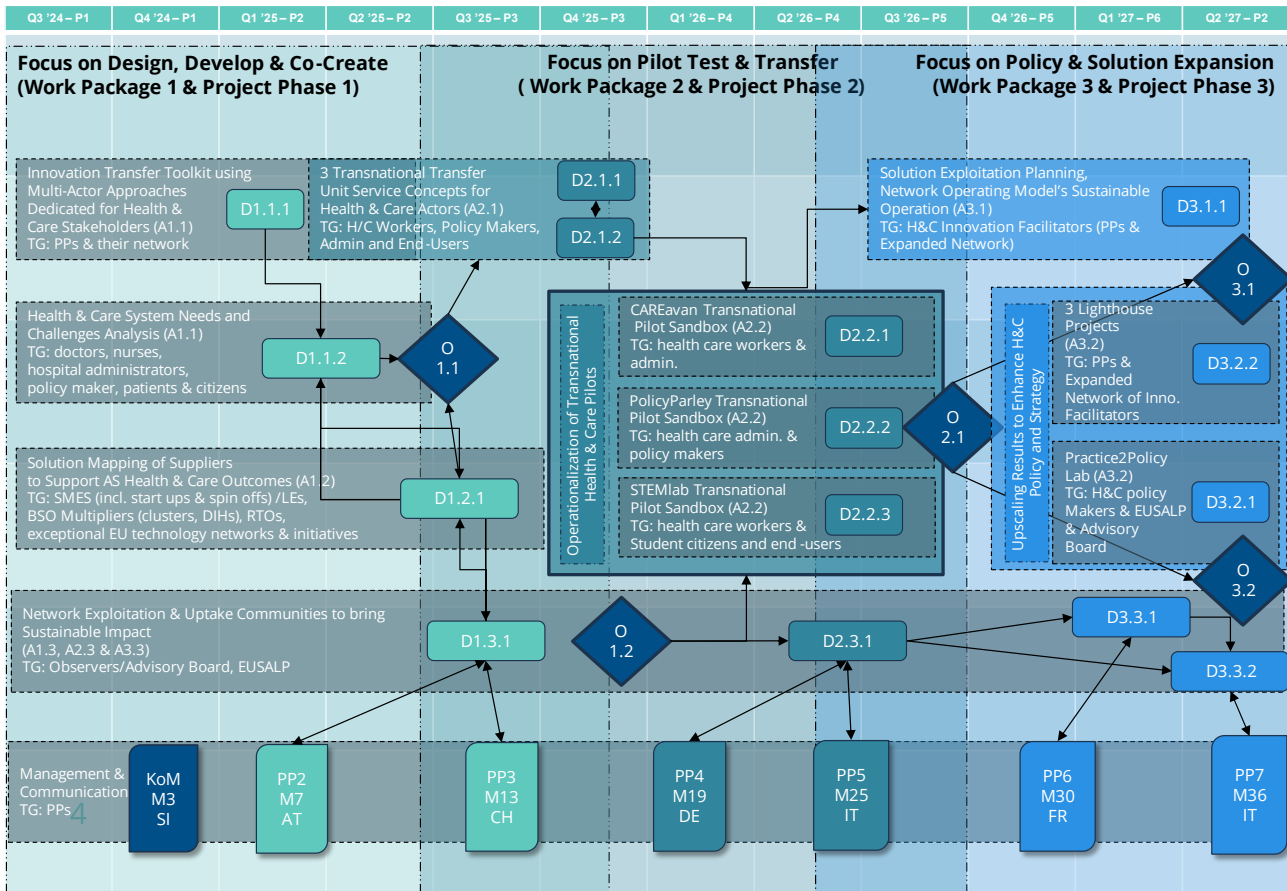 Q3 '24 – P1
Q4 '24 – P1
Q1 '25 – P2
Q2 '25 – P2
Q3 '25 – P3
Q4 '25 – P3
Q1 '26 – P4
Q2 '26 – P4
Q3 '26 – P5
Q4 '26 – P5
Q1 '27 – P6
Q2 '27 – P2
Focus on Design, Develop & Co-Create
(Work Package 1 & Project Phase 1)
Focus on Pilot Test & Transfer
( Work Package 2 & Project Phase 2)
Focus on Policy & Solution Expansion
(Work Package 3 & Project Phase 3)
Innovation Transfer Toolkit using
Multi-Actor Approaches
Dedicated for Health &
Care Stakeholders (A1.1)
TG: PPs & their network
D1.1.1
3 Transnational Transfer
Unit Service Concepts for
Health & Care Actors (A2.1)
TG: H/C Workers, Policy Makers,
Admin and End -Users
D2.1.1
D2.1.2
Solution Exploitation Planning,
Network Operating Model's Sustainable
Operation (A3.1)
TG: H&C Innovation Facilitators (PPs &
Expanded Network)
D3.1.1
O
3.1
Health & Care System Needs and
Challenges Analysis (A1.1)
TG: doctors, nurses,
hospital administrators,
policy maker, patients & citizens
D1.1.2
O
1.1
Operationalization of Transnational
Health & Care Pilots
CAREavan Transnational
Pilot Sandbox (A2.2)
TG: health care workers &
admin.
D2.2.1
PolicyParley Transnational
Pilot Sandbox (A2.2)
TG: health care admin. &
policy makers
D2.2.2
STEMlab Transnational
Pilot Sandbox (A2.2)
TG: health care workers &
Student citizens and end -users
D2.2.3
O
2.1
Upscaling Results to Enhance H&C
Policy and Strategy
3 Lighthouse
Projects
(A3.2)
TG: PPs &
Expanded
Network of Inno.
Facilitators
D3.2.2
Practice2Policy
Lab (A3.2)
TG: H&C policy
Makers & EUSALP
& Advisory
Board
D3.2.1
O
3.2
Solution Mapping of Suppliers
to Support AS Health & Care Outcomes (A1.2)
TG: SMES (incl. start ups & spin offs) /LEs,
BSO Multipliers (clusters, DIHs), RTOs,
exceptional EU technology networks & initiatives
D1.2.1
Network Exploitation & Uptake Communities to bring
Sustainable Impact
(A1.3, A2.3 & A3.3)
TG: Observers/Advisory Board, EUSALP
D1.3.1
O
1.2
D2.3.1
D3.3.1
D3.3.2
Management &
Communication
TG: PPs
4
KoM
M3
SI
PP2
M7
AT
PP3
M13
CH
PP4
M19
DE
PP5
M25
IT
PP6
M30
FR
PP7
M36
IT